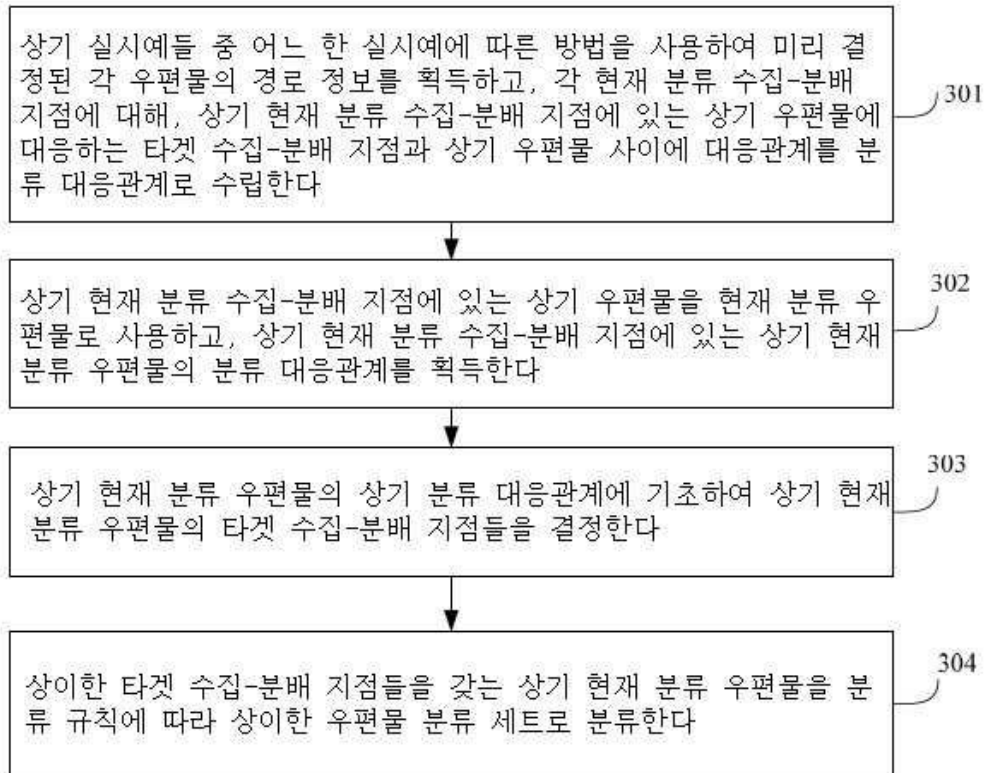 상기 실시예들 중 어느 한 실시예에 따른 방법을 사용하여 미리 결
정된 각 우편물의 경로 정보를 획득하고, 각 현재 분류 수집-분배
지점에 대해, 상기 현재 분류 수집-분배 지점에 있는 상기 우편물에
대응하는 타겟 수집-분배 지점과 상기 우편물 사이에 대응관계를 분
류 대응관계로 수립한다
301
상기 현재 분류 수집-분배 지점에 있는 상기 우편물을 현재 분류 우
편물로 사용하고, 상기 현재 분류 수집-분배 지점에 있는 상기 현재
분류 우편물의 분류 대응관계를 획득한다
302
상기 현재 분류 우편물의 상기 분류 대응관계에 기초하여 상기 현재
분류 우편물의 타겟 수집-분배 지점들을 결정한다
303
상이한 타겟 수집-분배 지점들을 갖는 상기 현재 분류 우편물을 분
류 규칙에 따라 상이한 우편물 분류 세트로 분류한다
304